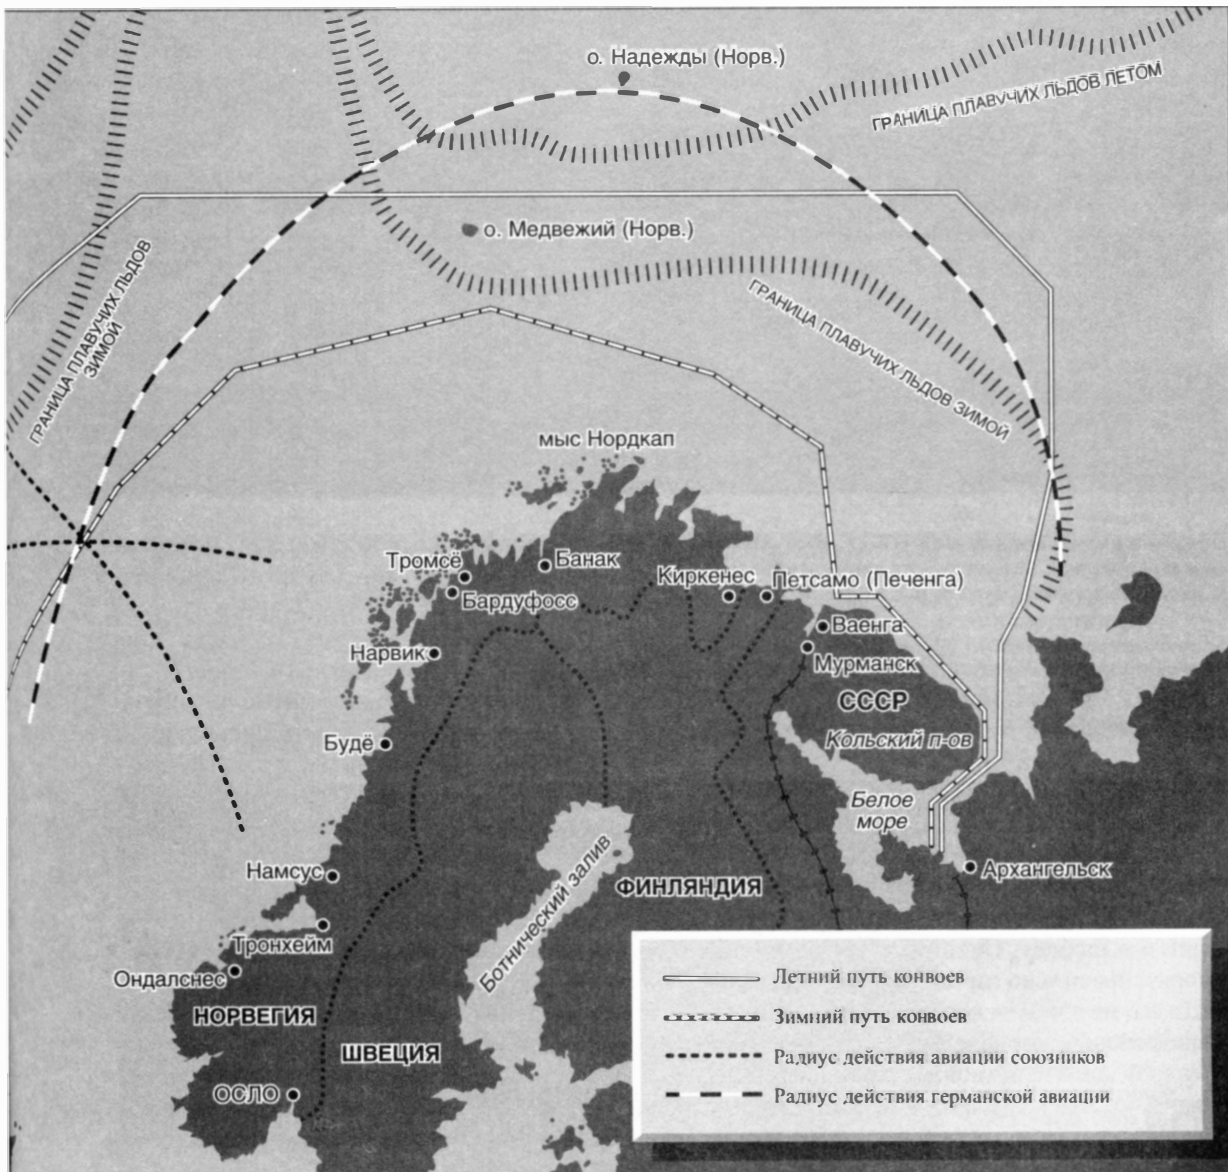 о. Надежды (Норв.)
ГРАНИЦА ПЛАВУЧИХ ЛЬДОВ ЛЕТОМ
о. Медвежий (Норв.)
ГРАНИЦА ПЛАВУЧИХ ЛЬДОВ
ЗИМОЙ
ГРАНИЦА ПЛАВУЧИХ ЛЬДОВ ЗИМОЙ
мыс Нордкап
Тромсё
Банак
Киркенес
Петсамо (Печенга)
Бардуфосс
Ваенга
Нарвик
Мурманск
СССР
Кольский п-ов
Будё
Белое
море
Намсус
ФИНЛЯНДИЯ
Архангельск
Ботнический залив
Тронхейм
Ондалснес
НОРВЕГИЯ
ШВЕЦИЯ
ОСЛО
Летний путь конвоев
Зимний путь конвоев
Радиус действия авиации союзников
Радиус действия германской авиации